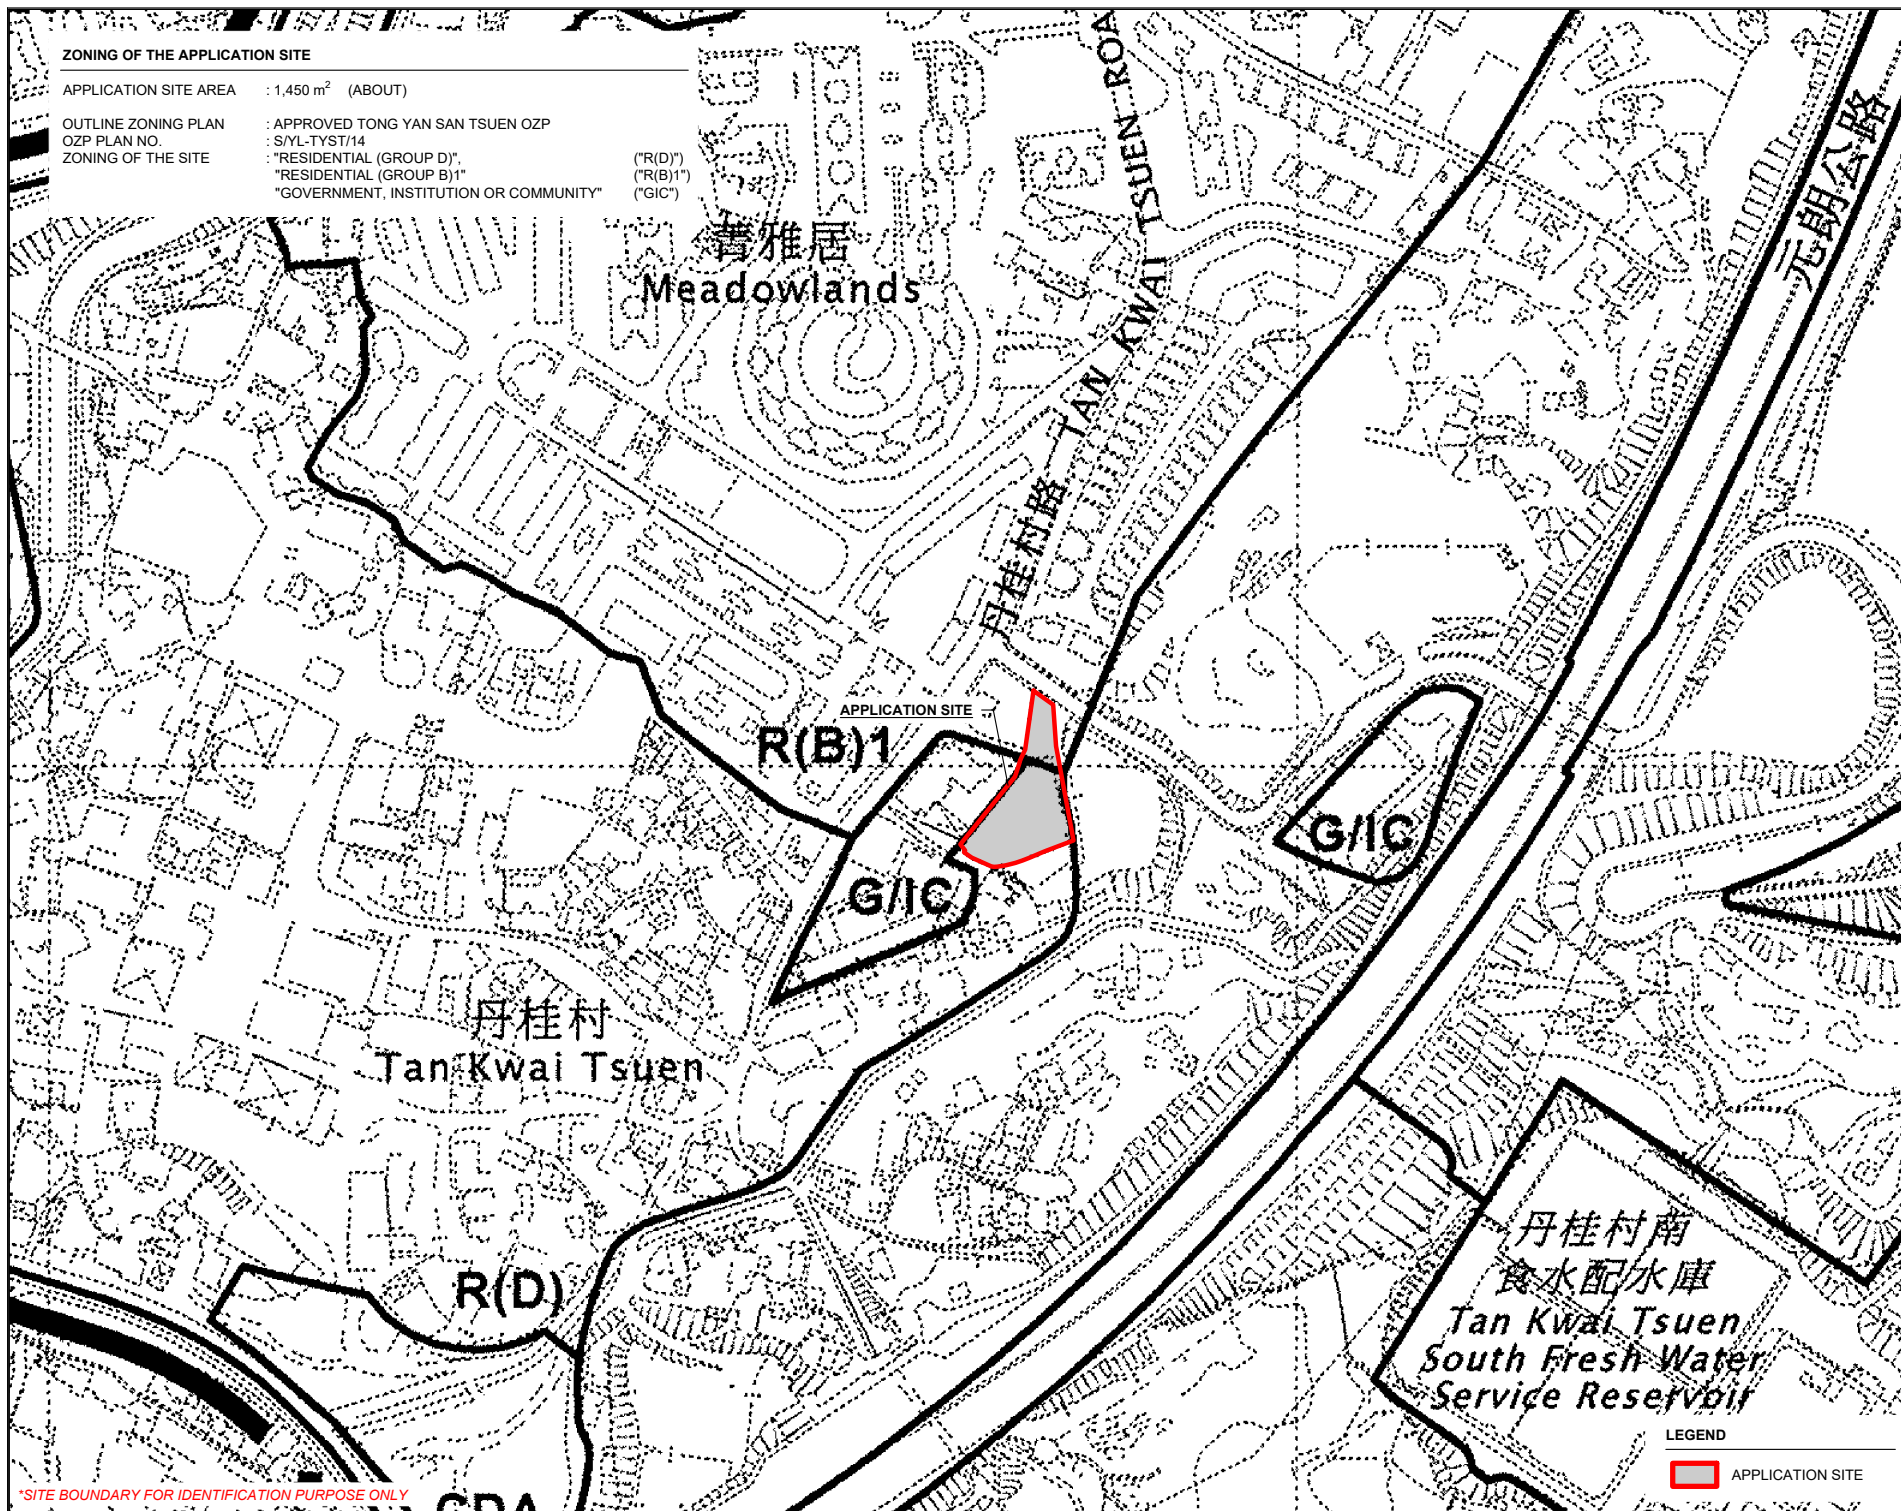 ZONING OF THE APPLICATION SITE
APPLICATION SITE AREA : 1,450 m² (ABOUT)
OUTLINE ZONING PLAN : APPROVED TONG YAN SAN TSUEN OZP
OZP PLAN NO. : S/YL-TYST/14
ZONING OF THE SITE : "RESIDENTIAL (GROUP D)", ("R(D)")
"RESIDENTIAL (GROUP B)1" ("R(B)1")
"GOVERNMENT, INSTITUTION OR COMMUNITY" ("GIC")
菁雅居
Meadowlands
丹桂村路 TAN KWAI TSUEN ROA
元朗公路
APPLICATION SITE
R(B)1
G/IC
G/IC
丹桂村
Tan Kwai Tsuen
R(D)
丹桂村南
食水配水庫
Tan Kwai Tsuen
South Fresh Water
Service Reservoir
LEGEND
APPLICATION SITE
*SITE BOUNDARY FOR IDENTIFICATION PURPOSE ONLY